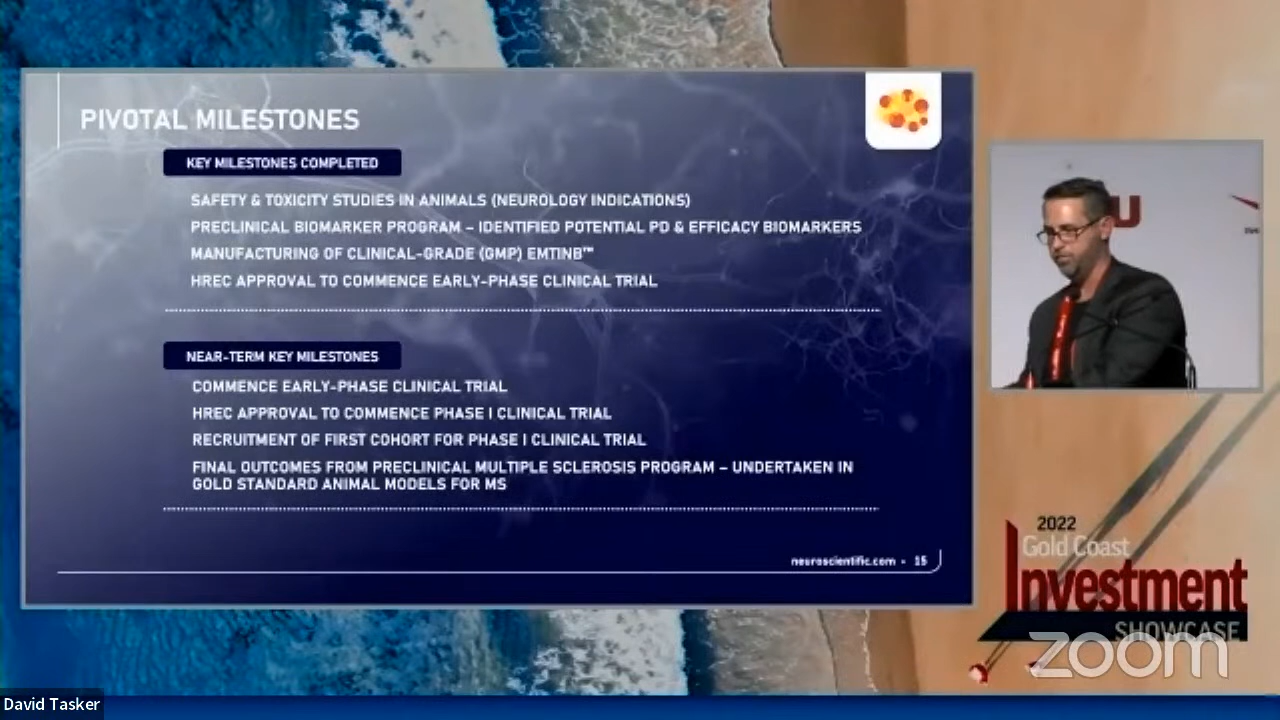 PIVOTAL MILESTONES
KEY MILESTONES COMPLETED
SAFETY & TOXICITY STUDIES IN ANIMALS (NEUROLOGY INDICATIONS)
PRECLINICAL BIOMARKER PROGRAM – IDENTIFIED POTENTIAL PD & EFFICACY BIOMARKERS
MANUFACTURING OF CLINICAL-GRADE (GMP) EMTINB™
HREC APPROVAL TO COMMENCE EARLY-PHASE CLINICAL TRIAL
NEAR-TERM KEY MILESTONES
COMMENCE EARLY-PHASE CLINICAL TRIAL
HREC APPROVAL TO COMMENCE PHASE I CLINICAL TRIAL
RECRUITMENT OF FIRST COHORT FOR PHASE I CLINICAL TRIAL
FINAL OUTCOMES FROM PRECLINICAL MULTIPLE SCLEROSIS PROGRAM – UNDERTAKEN IN
GOLD STANDARD ANIMAL MODELS FOR MS
neuroscientific.com - 15
2022
Gold Coast
Investment
SHOWCASE
zoom
David Tasker